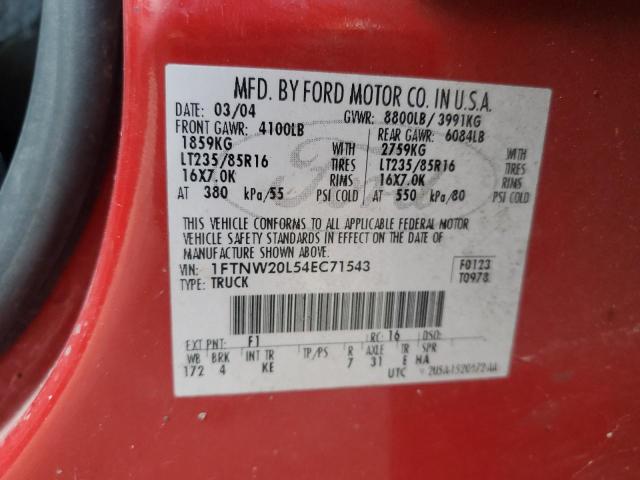 MFD. BY FORD MOTOR CO. IN U.S.A.
DATE: 03/04 GVWR: 8800LB/ 3991KG
FRONT GAWR: 4100LB REAR GAWR: 6084LB
1859KG WITH 2759KG WITH
LT235/85R16 TIRES LT235/85R16 TIRES
16X7.0K RIMS 16X7.0K RIMS
AT 380 kPa/55 PSI COLD AT 550 kPa/80 PSI COLD
Ford
THIS VEHICLE CONFORMS TO ALL APPLICABLE FEDERAL MOTOR
VEHICLE SAFETY STANDARDS IN EFFECT ON THE DATE OF
MANUFACTURE SHOWN ABOVE.
VIN: 1FTNW20L54EC71543 F0123
TYPE: TRUCK T0978
EXT PNT: F1 RC: 16 DSO:
WB BRK INT TR TP/PS R AXLE TR SPR
172 4 KE 7 31 E HA
UTC